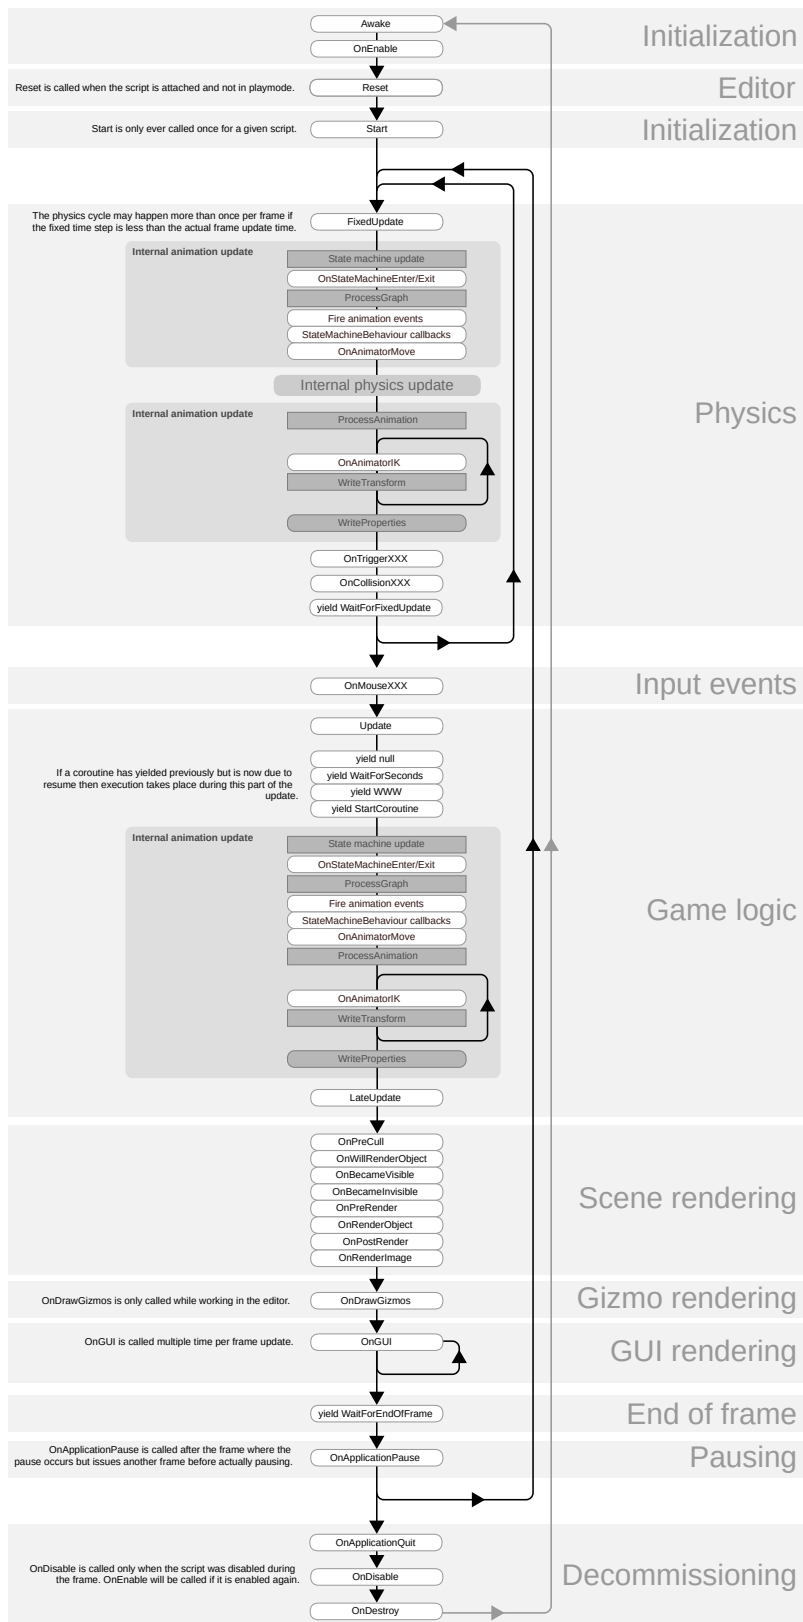 Awake
Initialization
OnEnable
Reset is called when the script is attached and not in playmode.
Reset
Editor
Start is only ever called once for a given script.
Start
Initialization
The physics cycle may happen more than once per frame if
the fixed time step is less than the actual frame update time.
FixedUpdate
Internal animation update
State machine update
OnStateMachineEnter/Exit
ProcessGraph
Fire animation events
StateMachineBehaviour callbacks
OnAnimatorMove
Internal physics update
Physics
Internal animation update
ProcessAnimation
OnAnimatorIK
WriteTransform
WriteProperties
OnTriggerXXX
OnCollisionXXX
yield WaitForFixedUpdate
OnMouseXXX
Input events
Update
yield null
If a coroutine has yielded previously but is now due to
resume then execution takes place during this part of the
update.
yield WaitForSeconds
yield WWW
yield StartCoroutine
Internal animation update
State machine update
OnStateMachineEnter/Exit
ProcessGraph
Fire animation events
Game logic
StateMachineBehaviour callbacks
OnAnimatorMove
ProcessAnimation
OnAnimatorIK
WriteTransform
WriteProperties
LateUpdate
OnPreCull
OnWillRenderObject
OnBecameVisible
OnBecameInvisible
Scene rendering
OnPreRender
OnRenderObject
OnPostRender
OnRenderImage
OnDrawGizmos is only called while working in the editor.
OnDrawGizmos
Gizmo rendering
OnGUI is called multiple time per frame update.
OnGUI
GUI rendering
yield WaitForEndOfFrame
End of frame
OnApplicationPause is called after the frame where the
pause occurs but issues another frame before actually pausing.
OnApplicationPause
Pausing
OnApplicationQuit
OnDisable is called only when the script was disabled during
the frame. OnEnable will be called if it is enabled again.
OnDisable
Decommissioning
OnDestroy